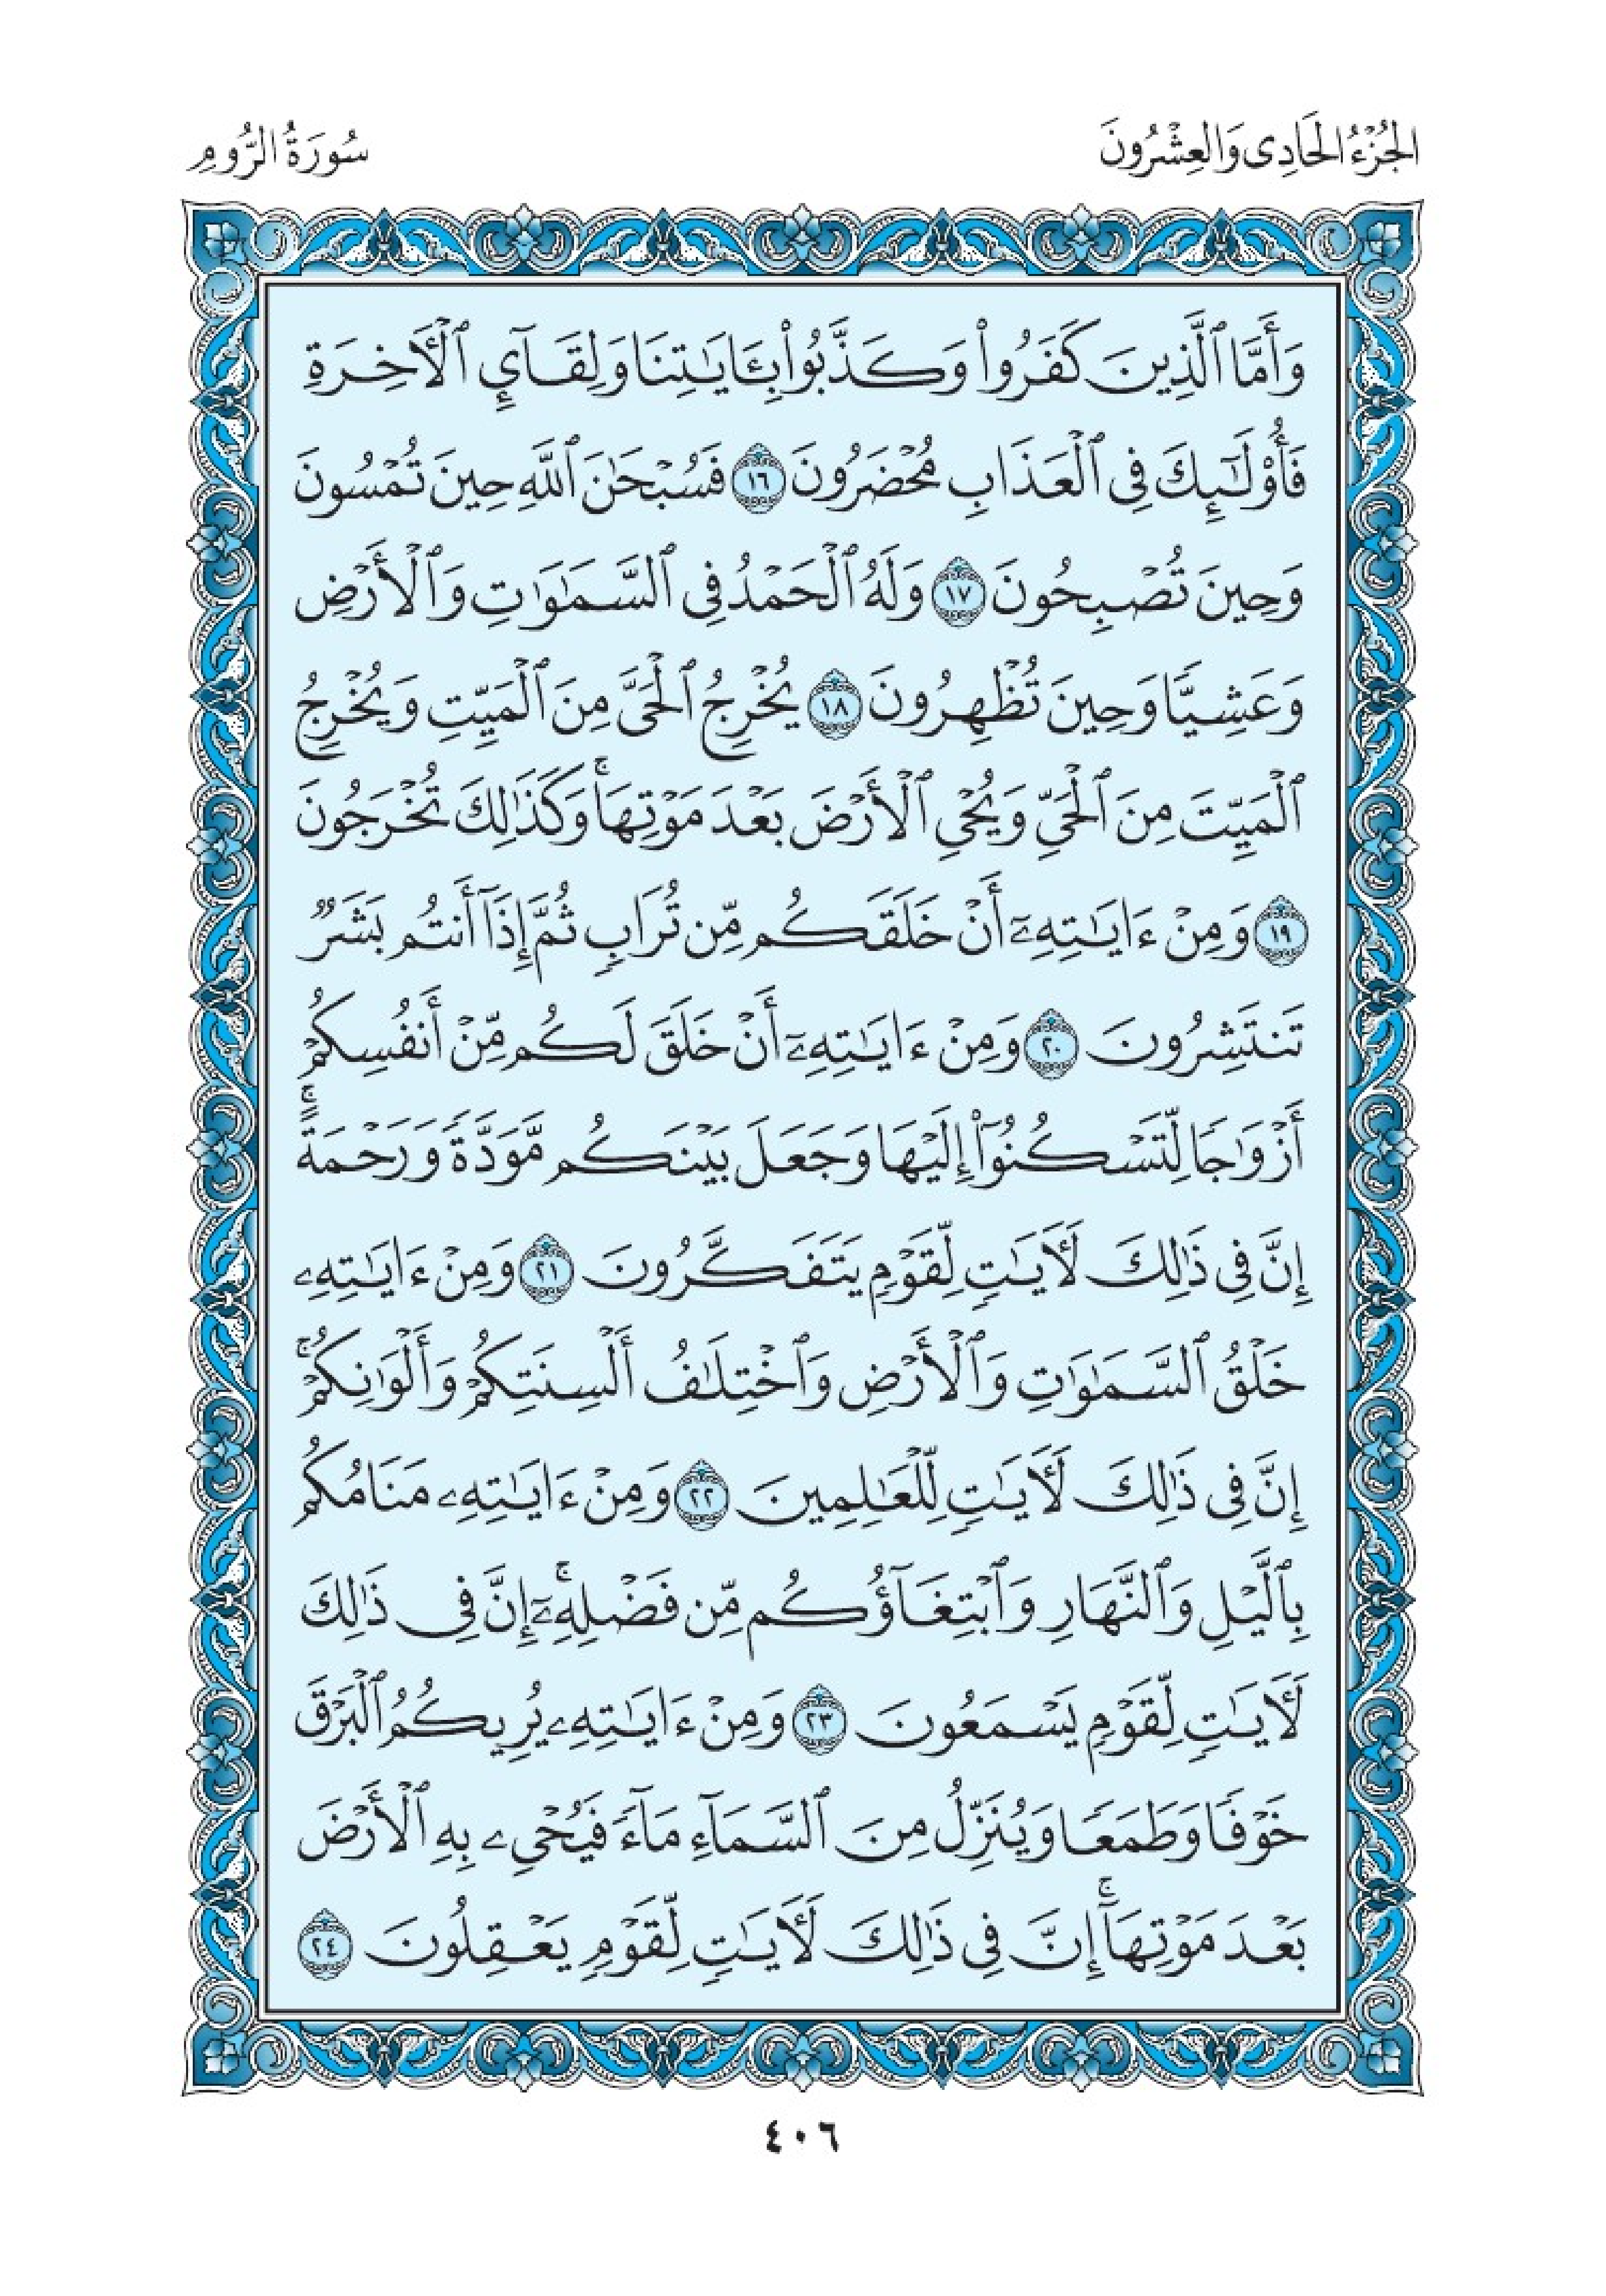 الجُزْءُ الحَادِى وَالعِشْرُونَ
سُورَةُ الرُّومِ
وَأَمَّا ٱلَّذِينَ كَفَرُوا۟ وَكَذَّبُوا۟ بِـَٔايَـٰتِنَا وَلِقَآئِ ٱلْـَٔاخِرَةِ
فَأُو۟لَـٰٓئِكَ فِى ٱلْعَذَابِ مُحْضَرُونَ ١٦ فَسُبْحَـٰنَ ٱللَّهِ حِينَ تُمْسُونَ
وَحِينَ تُصْبِحُونَ ١٧ وَلَهُ ٱلْحَمْدُ فِى ٱلسَّمَـٰوَٰتِ وَٱلْأَرْضِ
وَعَشِيًّا وَحِينَ تُظْهِرُونَ ١٨ يُخْرِجُ ٱلْحَىَّ مِنَ ٱلْمَيِّتِ وَيُخْرِجُ
ٱلْمَيِّتَ مِنَ ٱلْحَىِّ وَيُحْىِ ٱلْأَرْضَ بَعْدَ مَوْتِهَا ۚ وَكَذَٰلِكَ تُخْرَجُونَ
١٩ وَمِنْ ءَايَـٰتِهِۦٓ أَنْ خَلَقَكُم مِّن تُرَابٍ ثُمَّ إِذَآ أَنتُم بَشَرٌ
تَنتَشِرُونَ ٢٠ وَمِنْ ءَايَـٰتِهِۦٓ أَنْ خَلَقَ لَكُم مِّنْ أَنفُسِكُمْ
أَزْوَٰجًا لِّتَسْكُنُوٓا۟ إِلَيْهَا وَجَعَلَ بَيْنَكُم مَّوَدَّةً وَرَحْمَةً ۚ
إِنَّ فِى ذَٰلِكَ لَـَٔايَـٰتٍ لِّقَوْمٍ يَتَفَكَّرُونَ ٢١ وَمِنْ ءَايَـٰتِهِۦ
خَلْقُ ٱلسَّمَـٰوَٰتِ وَٱلْأَرْضِ وَٱخْتِلَـٰفُ أَلْسِنَتِكُمْ وَأَلْوَٰنِكُمْ ۚ
إِنَّ فِى ذَٰلِكَ لَـَٔايَـٰتٍ لِّلْعَـٰلِمِينَ ٢٢ وَمِنْ ءَايَـٰتِهِۦ مَنَامُكُم
بِٱلَّيْلِ وَٱلنَّهَارِ وَٱبْتِغَآؤُكُم مِّن فَضْلِهِۦٓ ۚ إِنَّ فِى ذَٰلِكَ
لَـَٔايَـٰتٍ لِّقَوْمٍ يَسْمَعُونَ ٢٣ وَمِنْ ءَايَـٰتِهِۦ يُرِيكُمُ ٱلْبَرْقَ
خَوْفًا وَطَمَعًا وَيُنَزِّلُ مِنَ ٱلسَّمَآءِ مَآءً فَيُحْىِۦ بِهِ ٱلْأَرْضَ
بَعْدَ مَوْتِهَآ ۚ إِنَّ فِى ذَٰلِكَ لَـَٔايَـٰتٍ لِّقَوْمٍ يَعْقِلُونَ ٢٤
٤٠٦